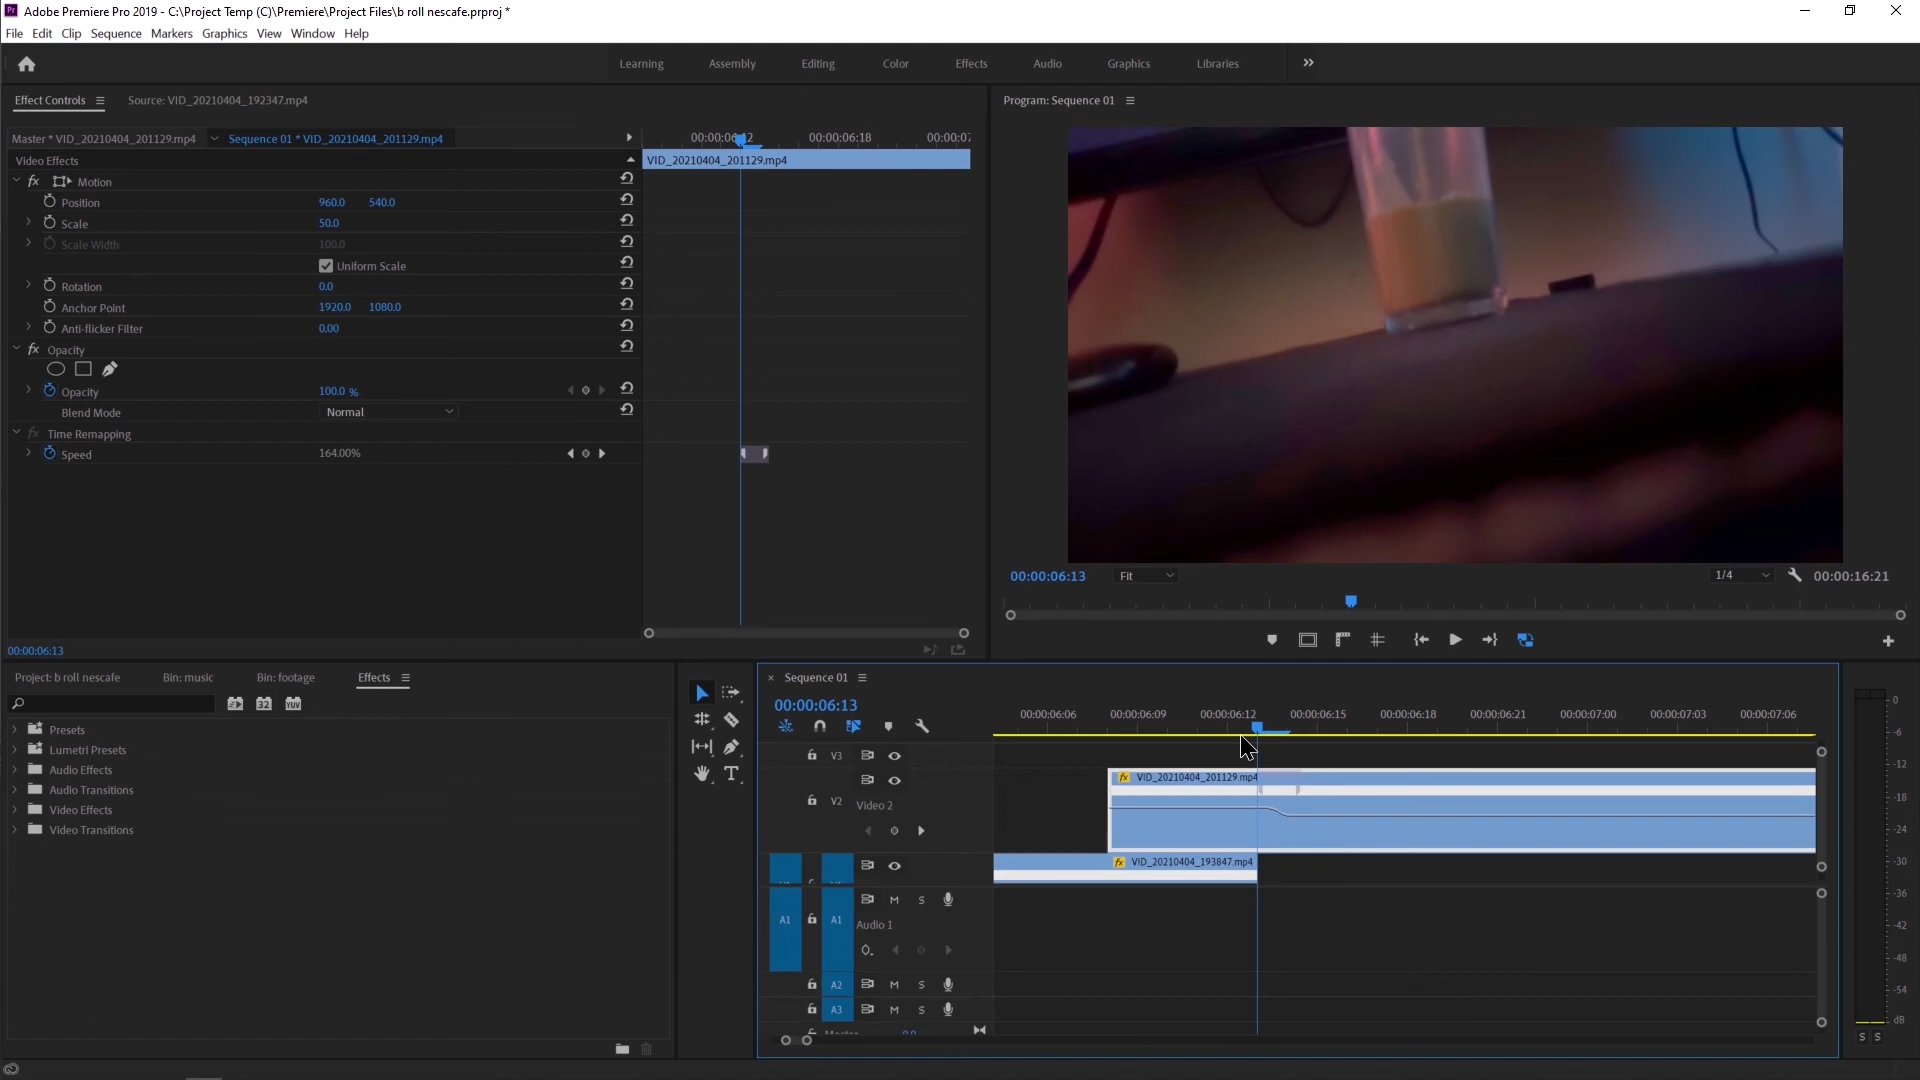 Adobe Premiere Pro 2019 - C:\Project Temp (C)\Premiere\Project Files\b roll nescafe.prproj *
File Edit Clip Sequence Markers Graphics View Window Help
Learning Assembly Editing Color Effects Audio Graphics Libraries
Effect Controls Source: VID_20210404_192347.mp4
Program: Sequence 01
Master * VID_20210404_201129.mp4 Sequence 01 * VID_20210404_201129.mp4
00:00:06:18
Video Effects
VID_20210404_201129.mp4
fx Motion
Position 960.0 540.0
Scale 50.0
Scale Width 100.0
Uniform Scale
Rotation 0.0
Anchor Point 1920.0 1080.0
Anti-flicker Filter 0.00
fx Opacity
Opacity 100.0 %
Blend Mode Normal
fx Time Remapping
Speed 164.00%
00:00:06:13 Fit 1/4 00:00:16:21
00:00:06:13
Project: b roll nescafe Bin: music Bin: footage Effects
32 YUV
Presets
Lumetri Presets
Audio Effects
Audio Transitions
Video Effects
Video Transitions
× Sequence 01
00:00:06:13
00:00:06:06 00:00:06:09 00:00:06:12 00:00:06:15 00:00:06:18 00:00:06:21 00:00:07:00 00:00:07:03 00:00:07:06
V3
fx VID_20210404_201129.mp4
V2 Video 2
fx VID_20210404_193847.mp4
M S
A1 A1 Audio 1
A2 M S
A3 M S
0
-6
-12
-18
-24
-30
-36
-42
-48
-54
dB
S S